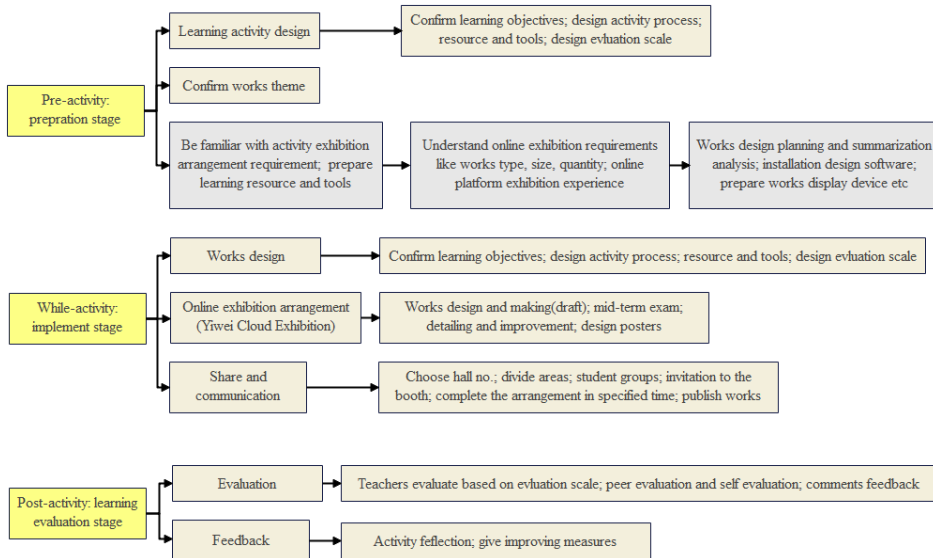 Learning activity design
Confirm learning objectives; design activity process;
resource and tools; design evluation scale
Confirm works theme
Pre-activity:
prepration stage
Be familiar with activity exhibition
arrangement requirement; prepare
learning resource and tools
Understand online exhibition requirements
like works type, size, quantity; online
platform exhibition experience
Works design planning and summarization
analysis; installation design software;
prepare works display device etc
Works design
Confirm learning objectives; design activity process; resource and tools; design evluation scale
While-activity:
implement stage
Online exhibition arrangement
(Yiwei Cloud Exhibition)
Works design and making(draft); mid-term exam;
detailing and improvement; design posters
Share and
communication
Choose hall no.; divide areas; student groups; invitation to the
booth; complete the arrangement in specified time; publish works
Post-activity: learning
evaluation stage
Evaluation
Teachers evaluate based on evluation scale; peer evaluation and self evaluation; comments feedback
Feedback
Activity feflection; give improving measures